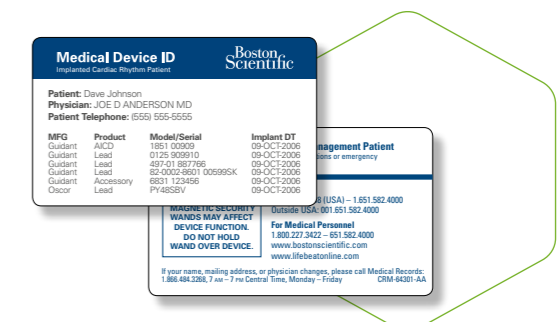 Medical Device ID
Implanted Cardiac Rhythm Patient
Boston
Scientific
Patient: Dave Johnson
Physician: JOE D ANDERSON MD
Patient Telephone: (555) 555-5555
MFG Product Model/Serial Implant DT
Guidant AICD 1851 00909 09-OCT-2006
Guidant Lead 0125 909910 09-OCT-2006
Guidant Lead 497-01 887766 09-OCT-2006
Guidant Lead 82-0002-8601 00599SK 09-OCT-2006
Guidant Accessory 6831 123456 09-OCT-2006
Oscor Lead PY48SBV 09-OCT-2006
nagement Patient
ions or emergency
8 (USA) – 1.651.582.4000
Outside USA: 001.651.582.4000
MAGNETIC SECURITY
WANDS MAY AFFECT
DEVICE FUNCTION.
DO NOT HOLD
WAND OVER DEVICE.
For Medical Personnel
1.800.227.3422 – 651.582.4000
www.bostonscientific.com
www.lifebeatonline.com
If your name, mailing address, or physician changes, please call Medical Records:
1.866.484.3268, 7 AM – 7 PM Central Time, Monday – Friday CRM-64301-AA